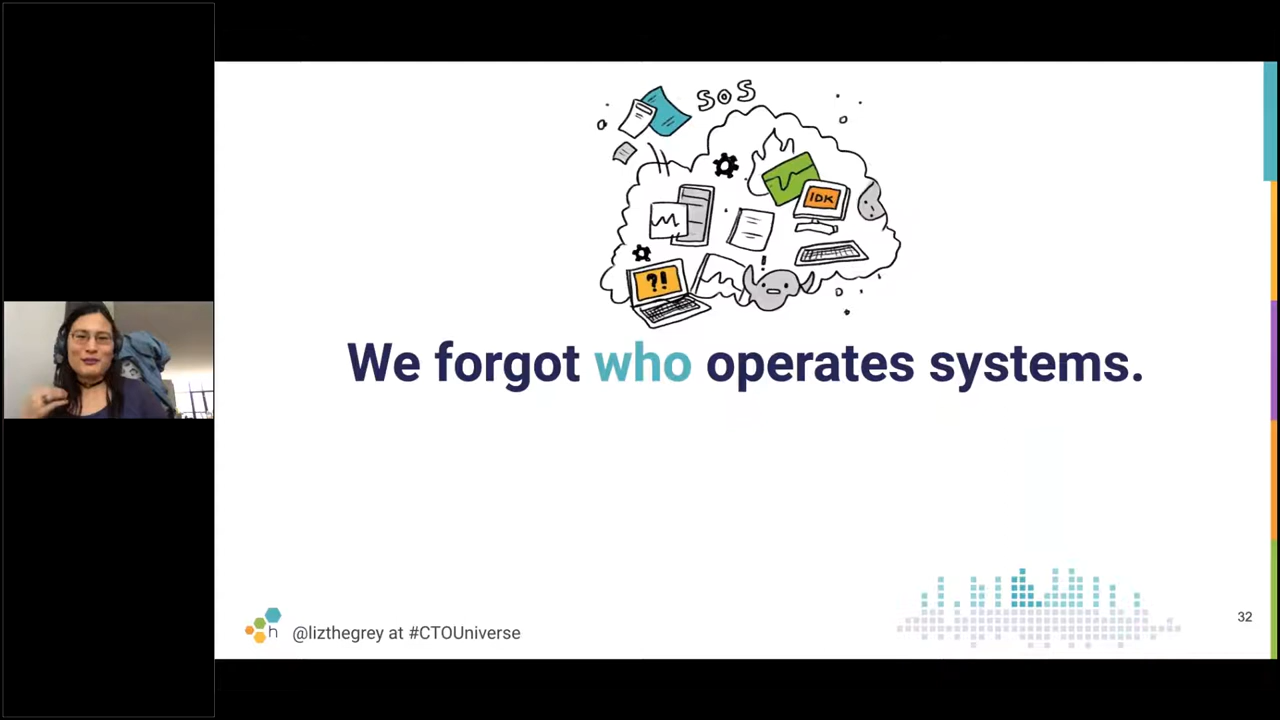 SOS
IDK
?!
!
We forgot who operates systems.
h
@lizthegrey at #CTOUniverse
32